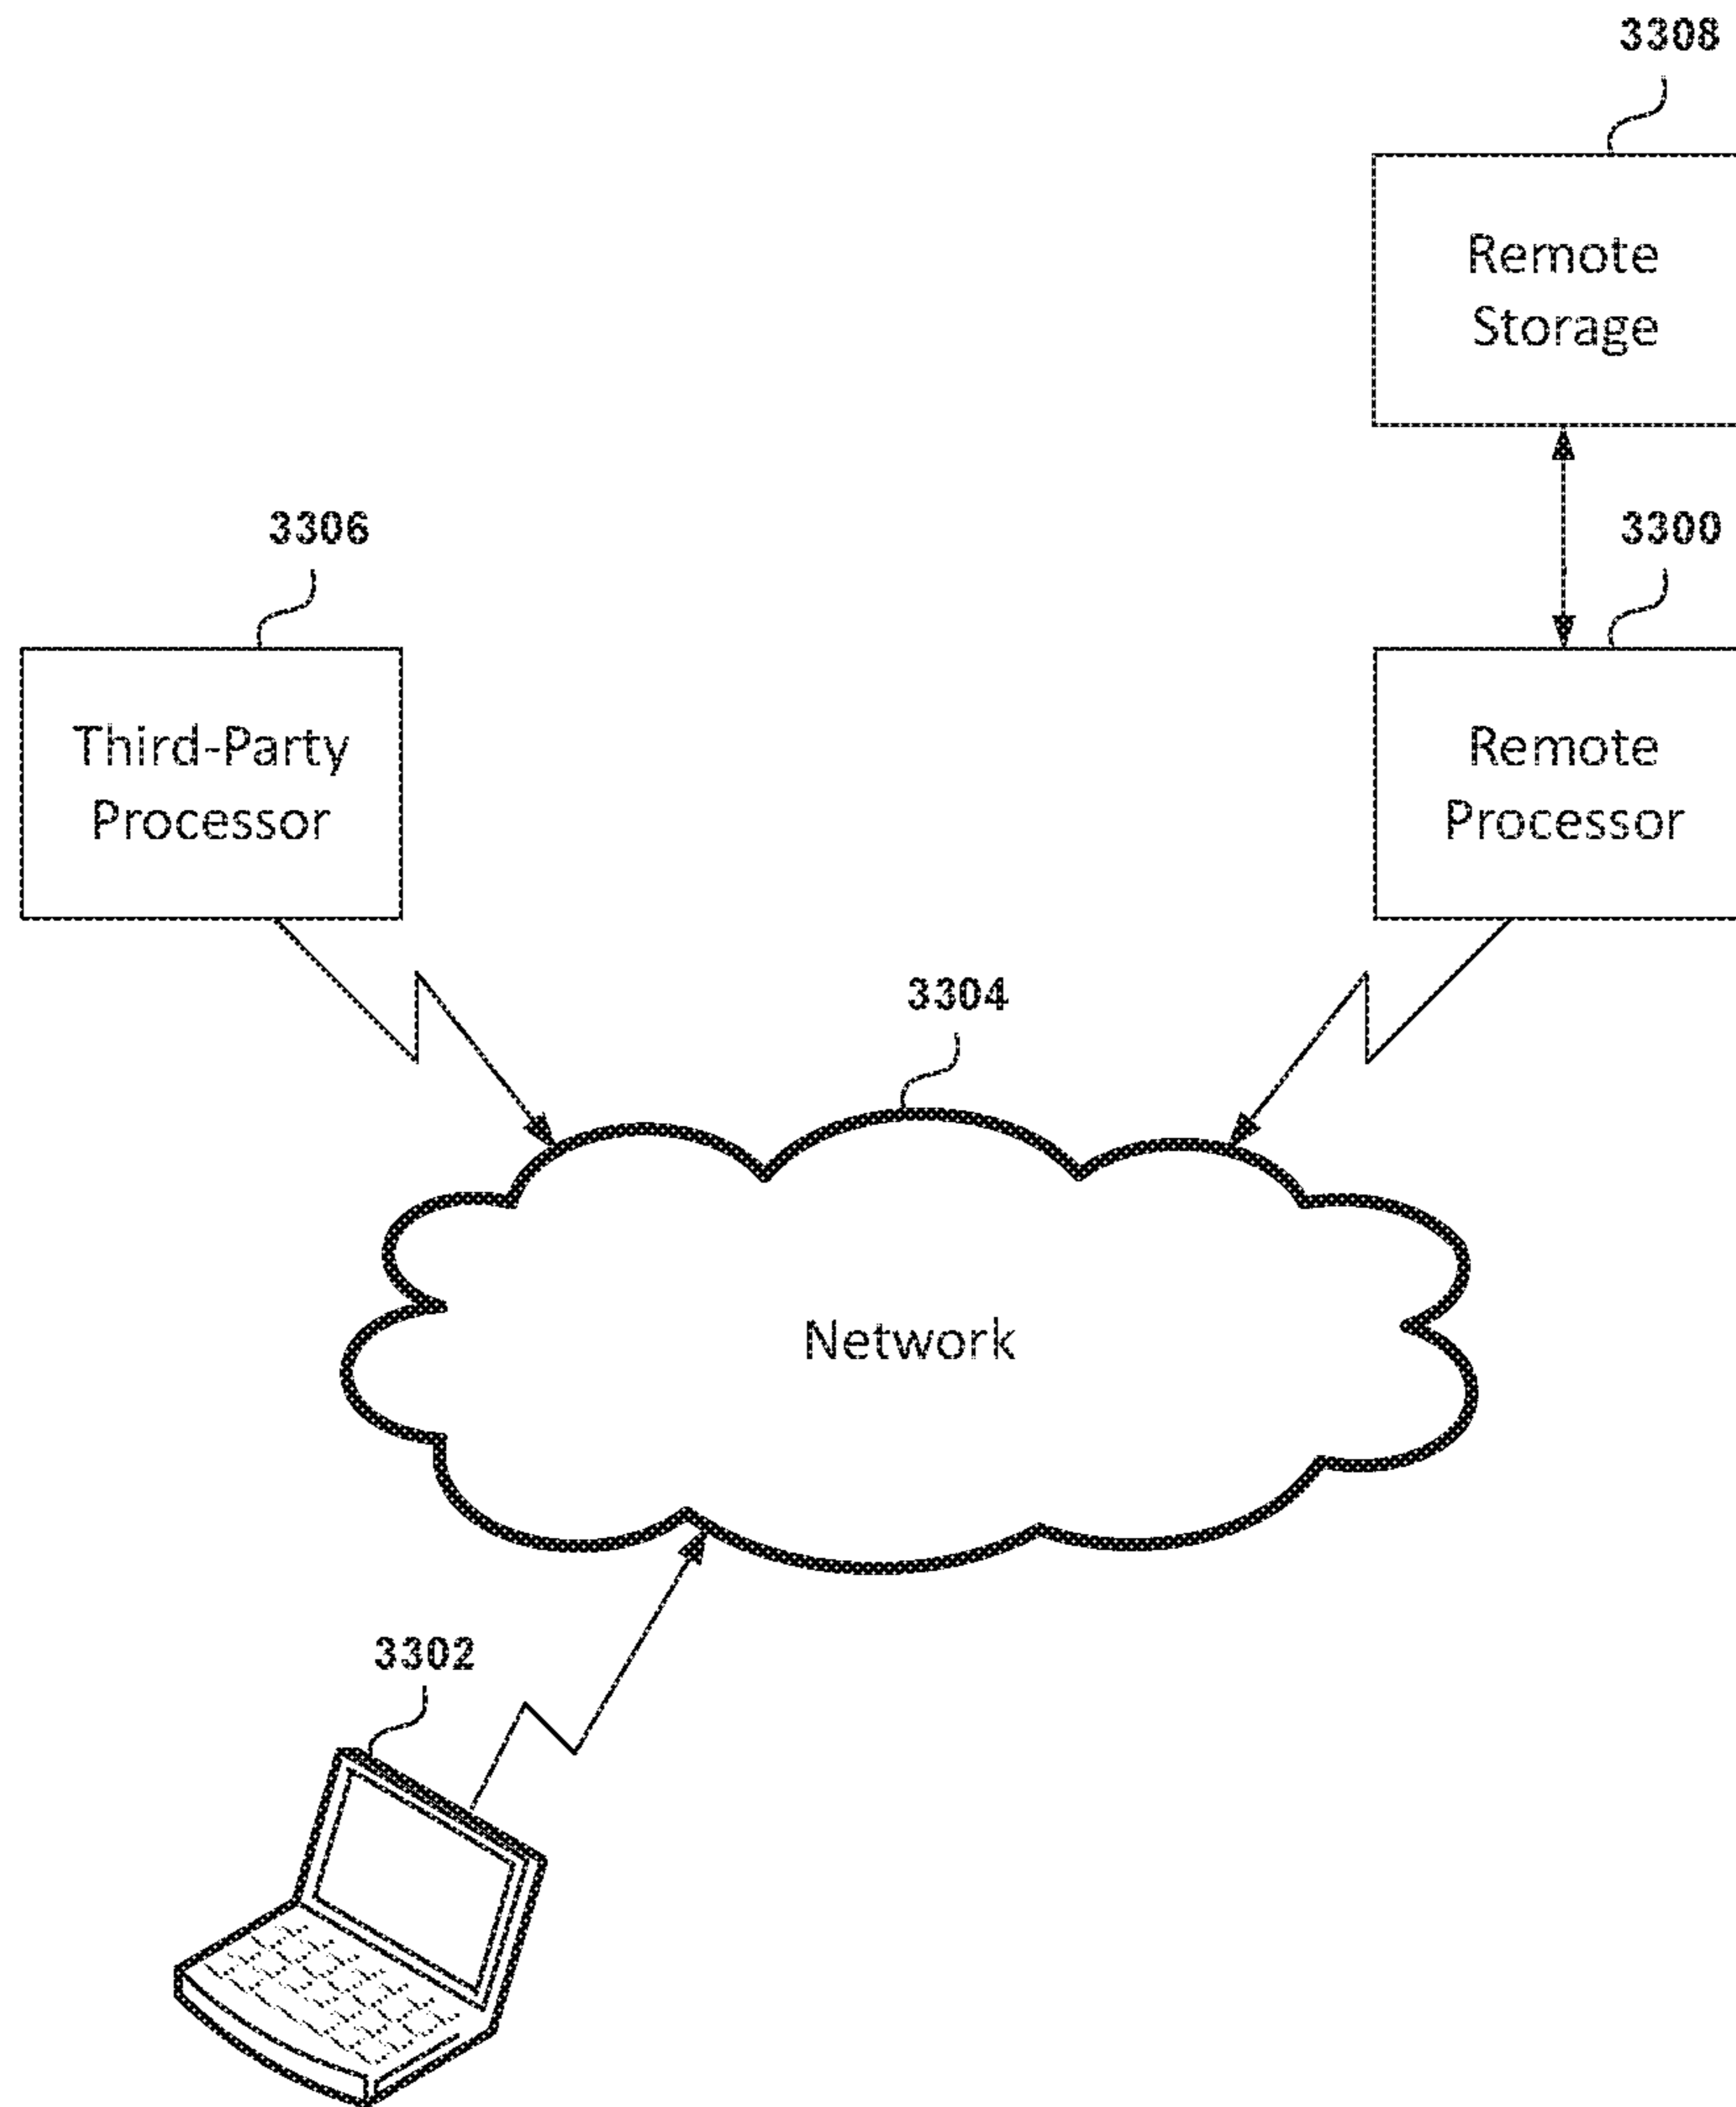 3308
Remote
Storage
3306
3300
Third-Party
Processor
Remote
Processor
3304
Network
3302